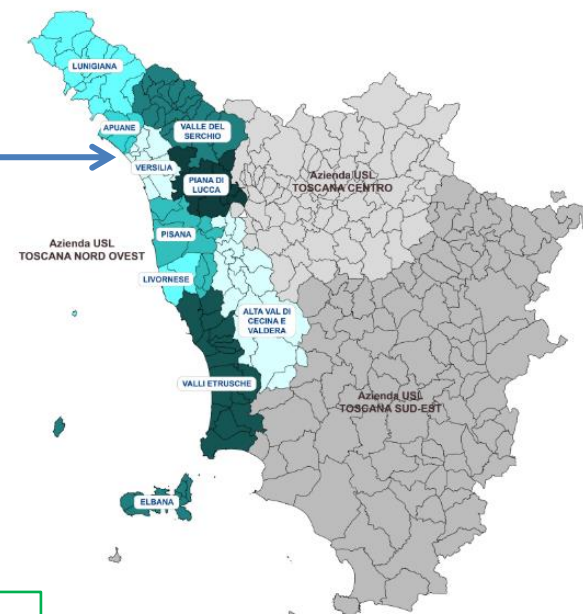 LUNIGIANA
APUANE
VALLE DEL
SERCHIO
VERSILIA
PIANA DI
LUCCA
Azienda USL
TOSCANA CENTRO
PISANA
Azienda USL
TOSCANA NORD OVEST
LIVORNESE
ALTA VAL DI
CECINA E
VALDERA
VALLI ETRUSCHE
Azienda USL
TOSCANA SUD-EST
ELBANA